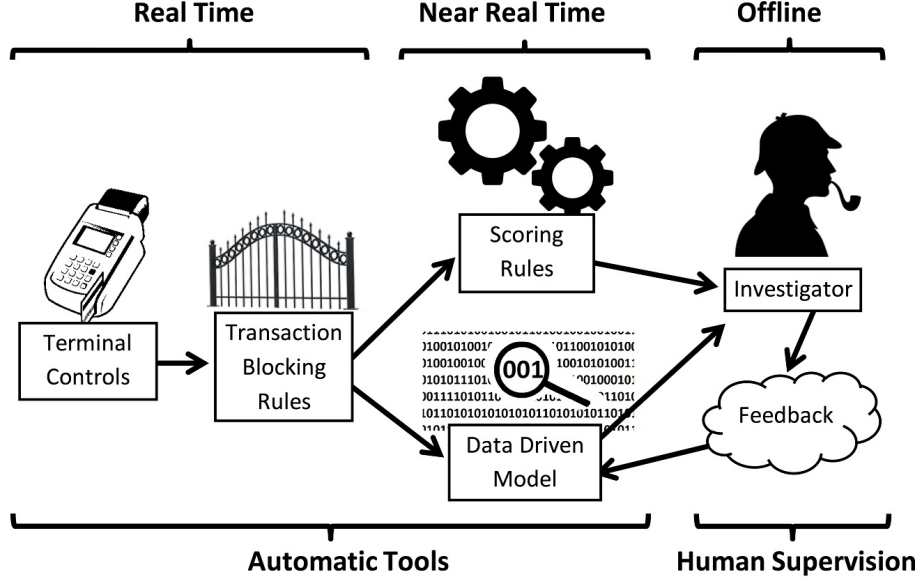 Real Time
Near Real Time
Offline
Scoring
Rules
Investigator
Terminal
Controls
Transaction
Blocking
Rules
001
Data Driven
Model
Feedback
Automatic Tools
Human Supervision